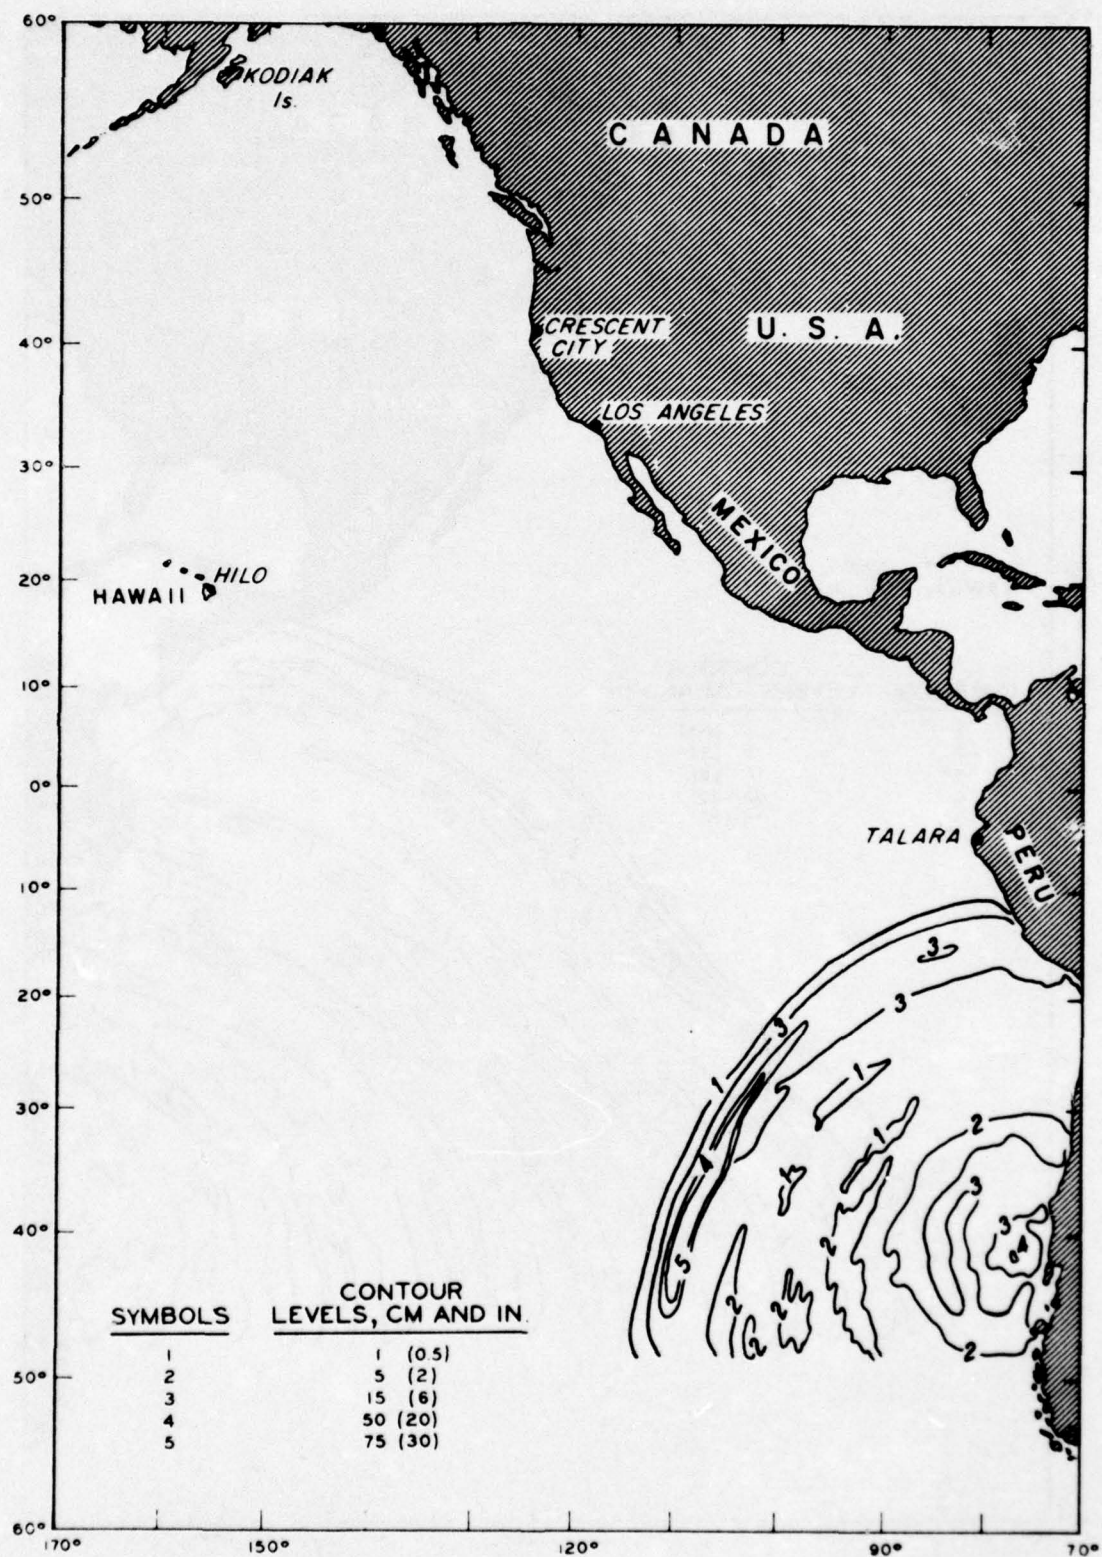 60°
KODIAK
Is.
CANADA
50°
CRESCENT
CITY
U. S. A.
40°
LOS ANGELES
30°
MEXICO
20°
HILO
HAWAII
10°
0°
TALARA
PERU
10°
3
20°
3
3
1
1
30°
1
2
4
3
40°
3
2
5
2
2
2
2
50°
SYMBOLS
CONTOUR
LEVELS, CM AND IN.
1 1 (0.5)
2 5 (2)
3 15 (6)
4 50 (20)
5 75 (30)
60°
170° 150° 120° 90° 70°